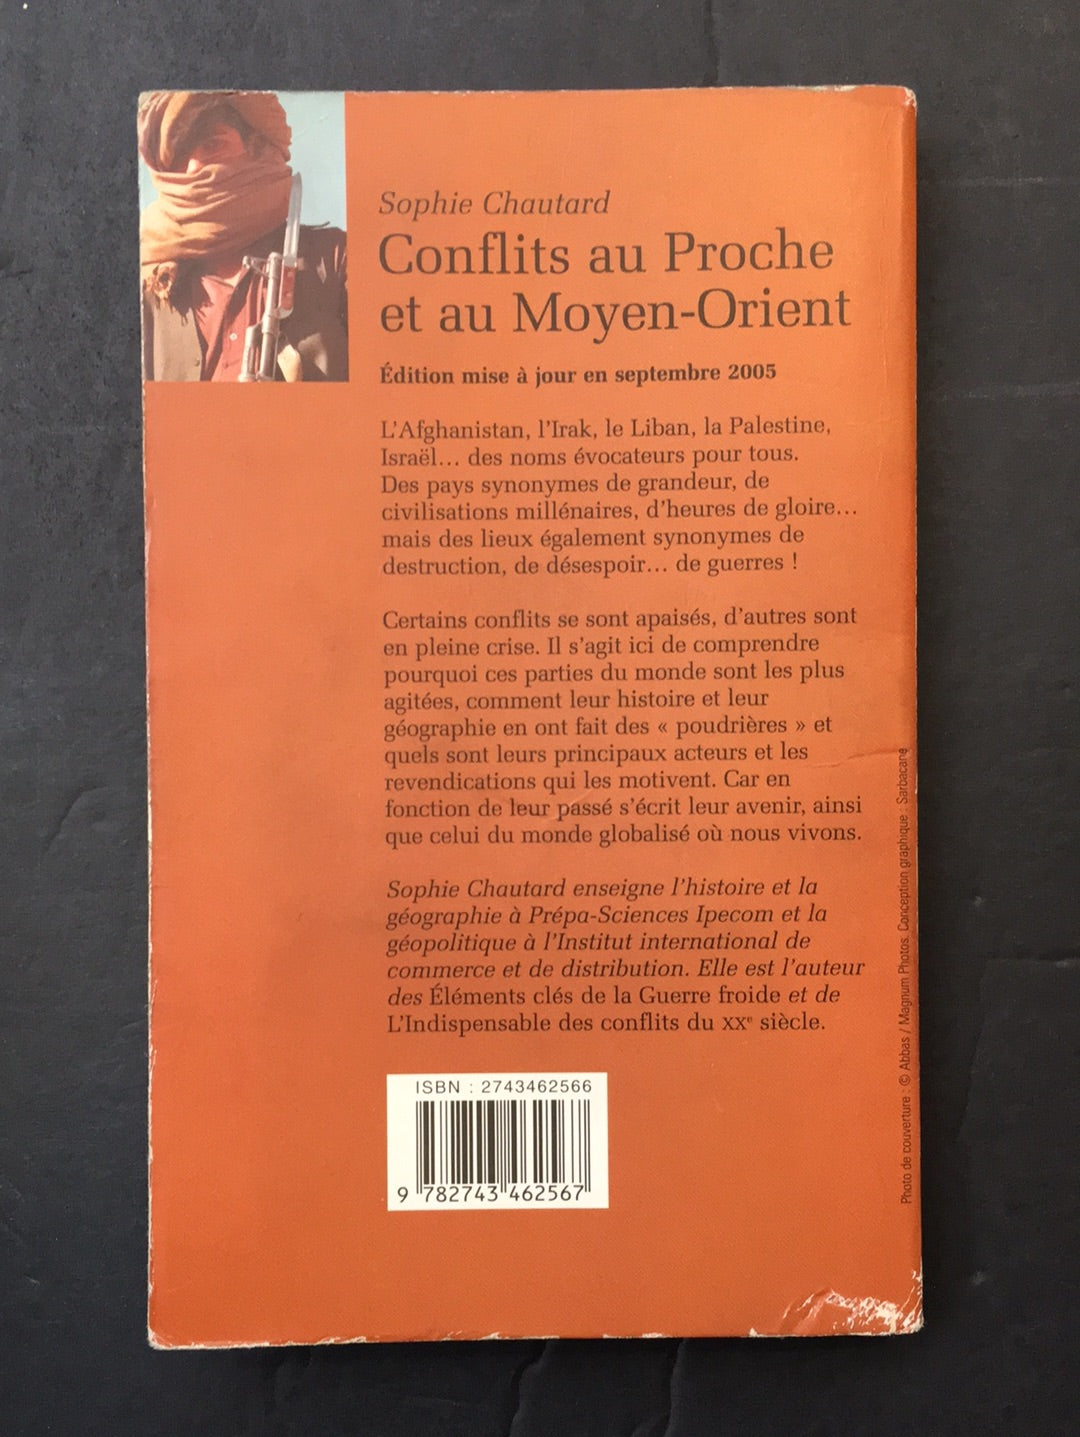 Sophie Chautard
Conflits au Proche
et au Moyen-Orient
Édition mise à jour en septembre 2005
L'Afghanistan, l'Irak, le Liban, la Palestine,
Israël... des noms évocateurs pour tous.
Des pays synonymes de grandeur, de
civilisations millénaires, d'heures de gloire...
mais des lieux également synonymes de
destruction, de désespoir... de guerres !
Certains conflits se sont apaisés, d'autres sont
en pleine crise. Il s'agit ici de comprendre
pourquoi ces parties du monde sont les plus
agitées, comment leur histoire et leur
géographie en ont fait des « poudrières » et
quels sont leurs principaux acteurs et les
revendications qui les motivent. Car en
fonction de leur passé s'écrit leur avenir, ainsi
que celui du monde globalisé où nous vivons.
Sophie Chautard enseigne l'histoire et la
géographie à Prépa-Sciences Ipecom et la
géopolitique à l'Institut international de
commerce et de distribution. Elle est l'auteur
des Éléments clés de la Guerre froide et de
L'Indispensable des conflits du XXe siècle.
ISBN : 2743462566
9 782743 462567
Photo de couverture : © Abbas / Magnum Photos. Conception graphique : Sarbacane